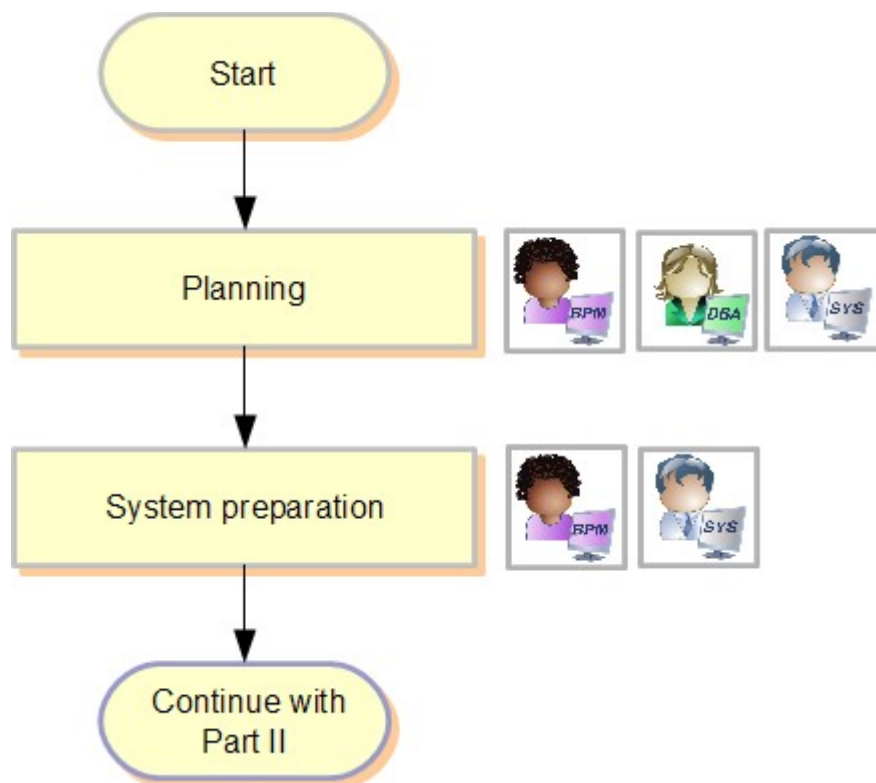 Start
Planning
BPM
DBA
SYS
System preparation
BPM
SYS
Continue with
Part II